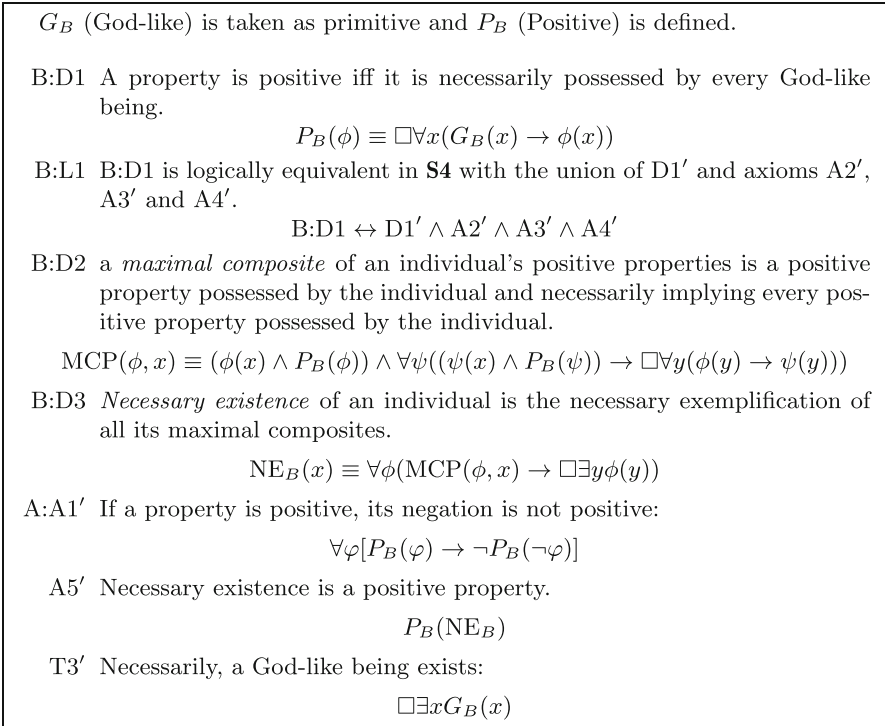 G_B (God-like) is taken as primitive and P_B (Positive) is defined.
B:D1 A property is positive iff it is necessarily possessed by every God-like
being.
P_B(ϕ) ≡ □∀x(G_B(x) → ϕ(x))
B:L1 B:D1 is logically equivalent in S4 with the union of D1′ and axioms A2′,
A3′ and A4′.
B:D1 ↔ D1′ ∧ A2′ ∧ A3′ ∧ A4′
B:D2 a maximal composite of an individual's positive properties is a positive
property possessed by the individual and necessarily implying every pos-
itive property possessed by the individual.
MCP(ϕ, x) ≡ (ϕ(x) ∧ P_B(ϕ)) ∧ ∀ψ((ψ(x) ∧ P_B(ψ)) → □∀y(ϕ(y) → ψ(y)))
B:D3 Necessary existence of an individual is the necessary exemplification of
all its maximal composites.
NE_B(x) ≡ ∀ϕ(MCP(ϕ, x) → □∃yϕ(y))
A:A1′ If a property is positive, its negation is not positive:
∀φ[P_B(φ) → ¬P_B(¬φ)]
A5′ Necessary existence is a positive property.
P_B(NE_B)
T3′ Necessarily, a God-like being exists:
□∃xG_B(x)